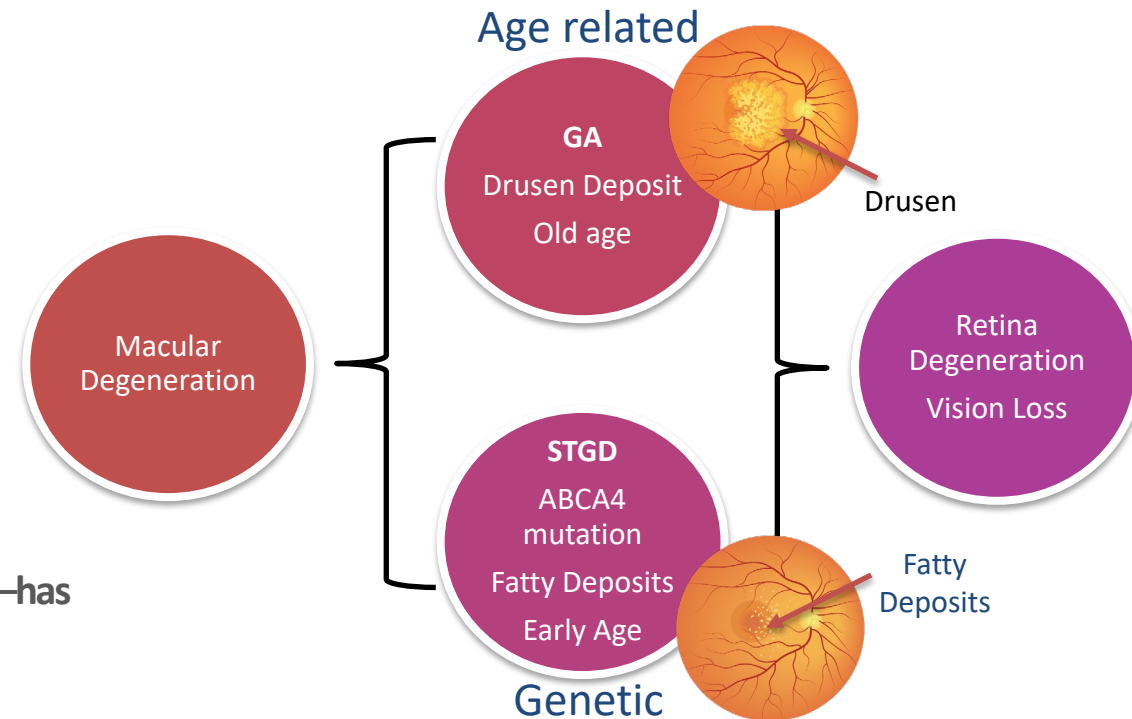 Age related
GA
Drusen Deposit
Old age
Drusen
Macular
Degeneration
Retina
Degeneration
Vision Loss
STGD
ABCA4
mutation
Fatty Deposits
Early Age
Fatty
Deposits
–has
Genetic